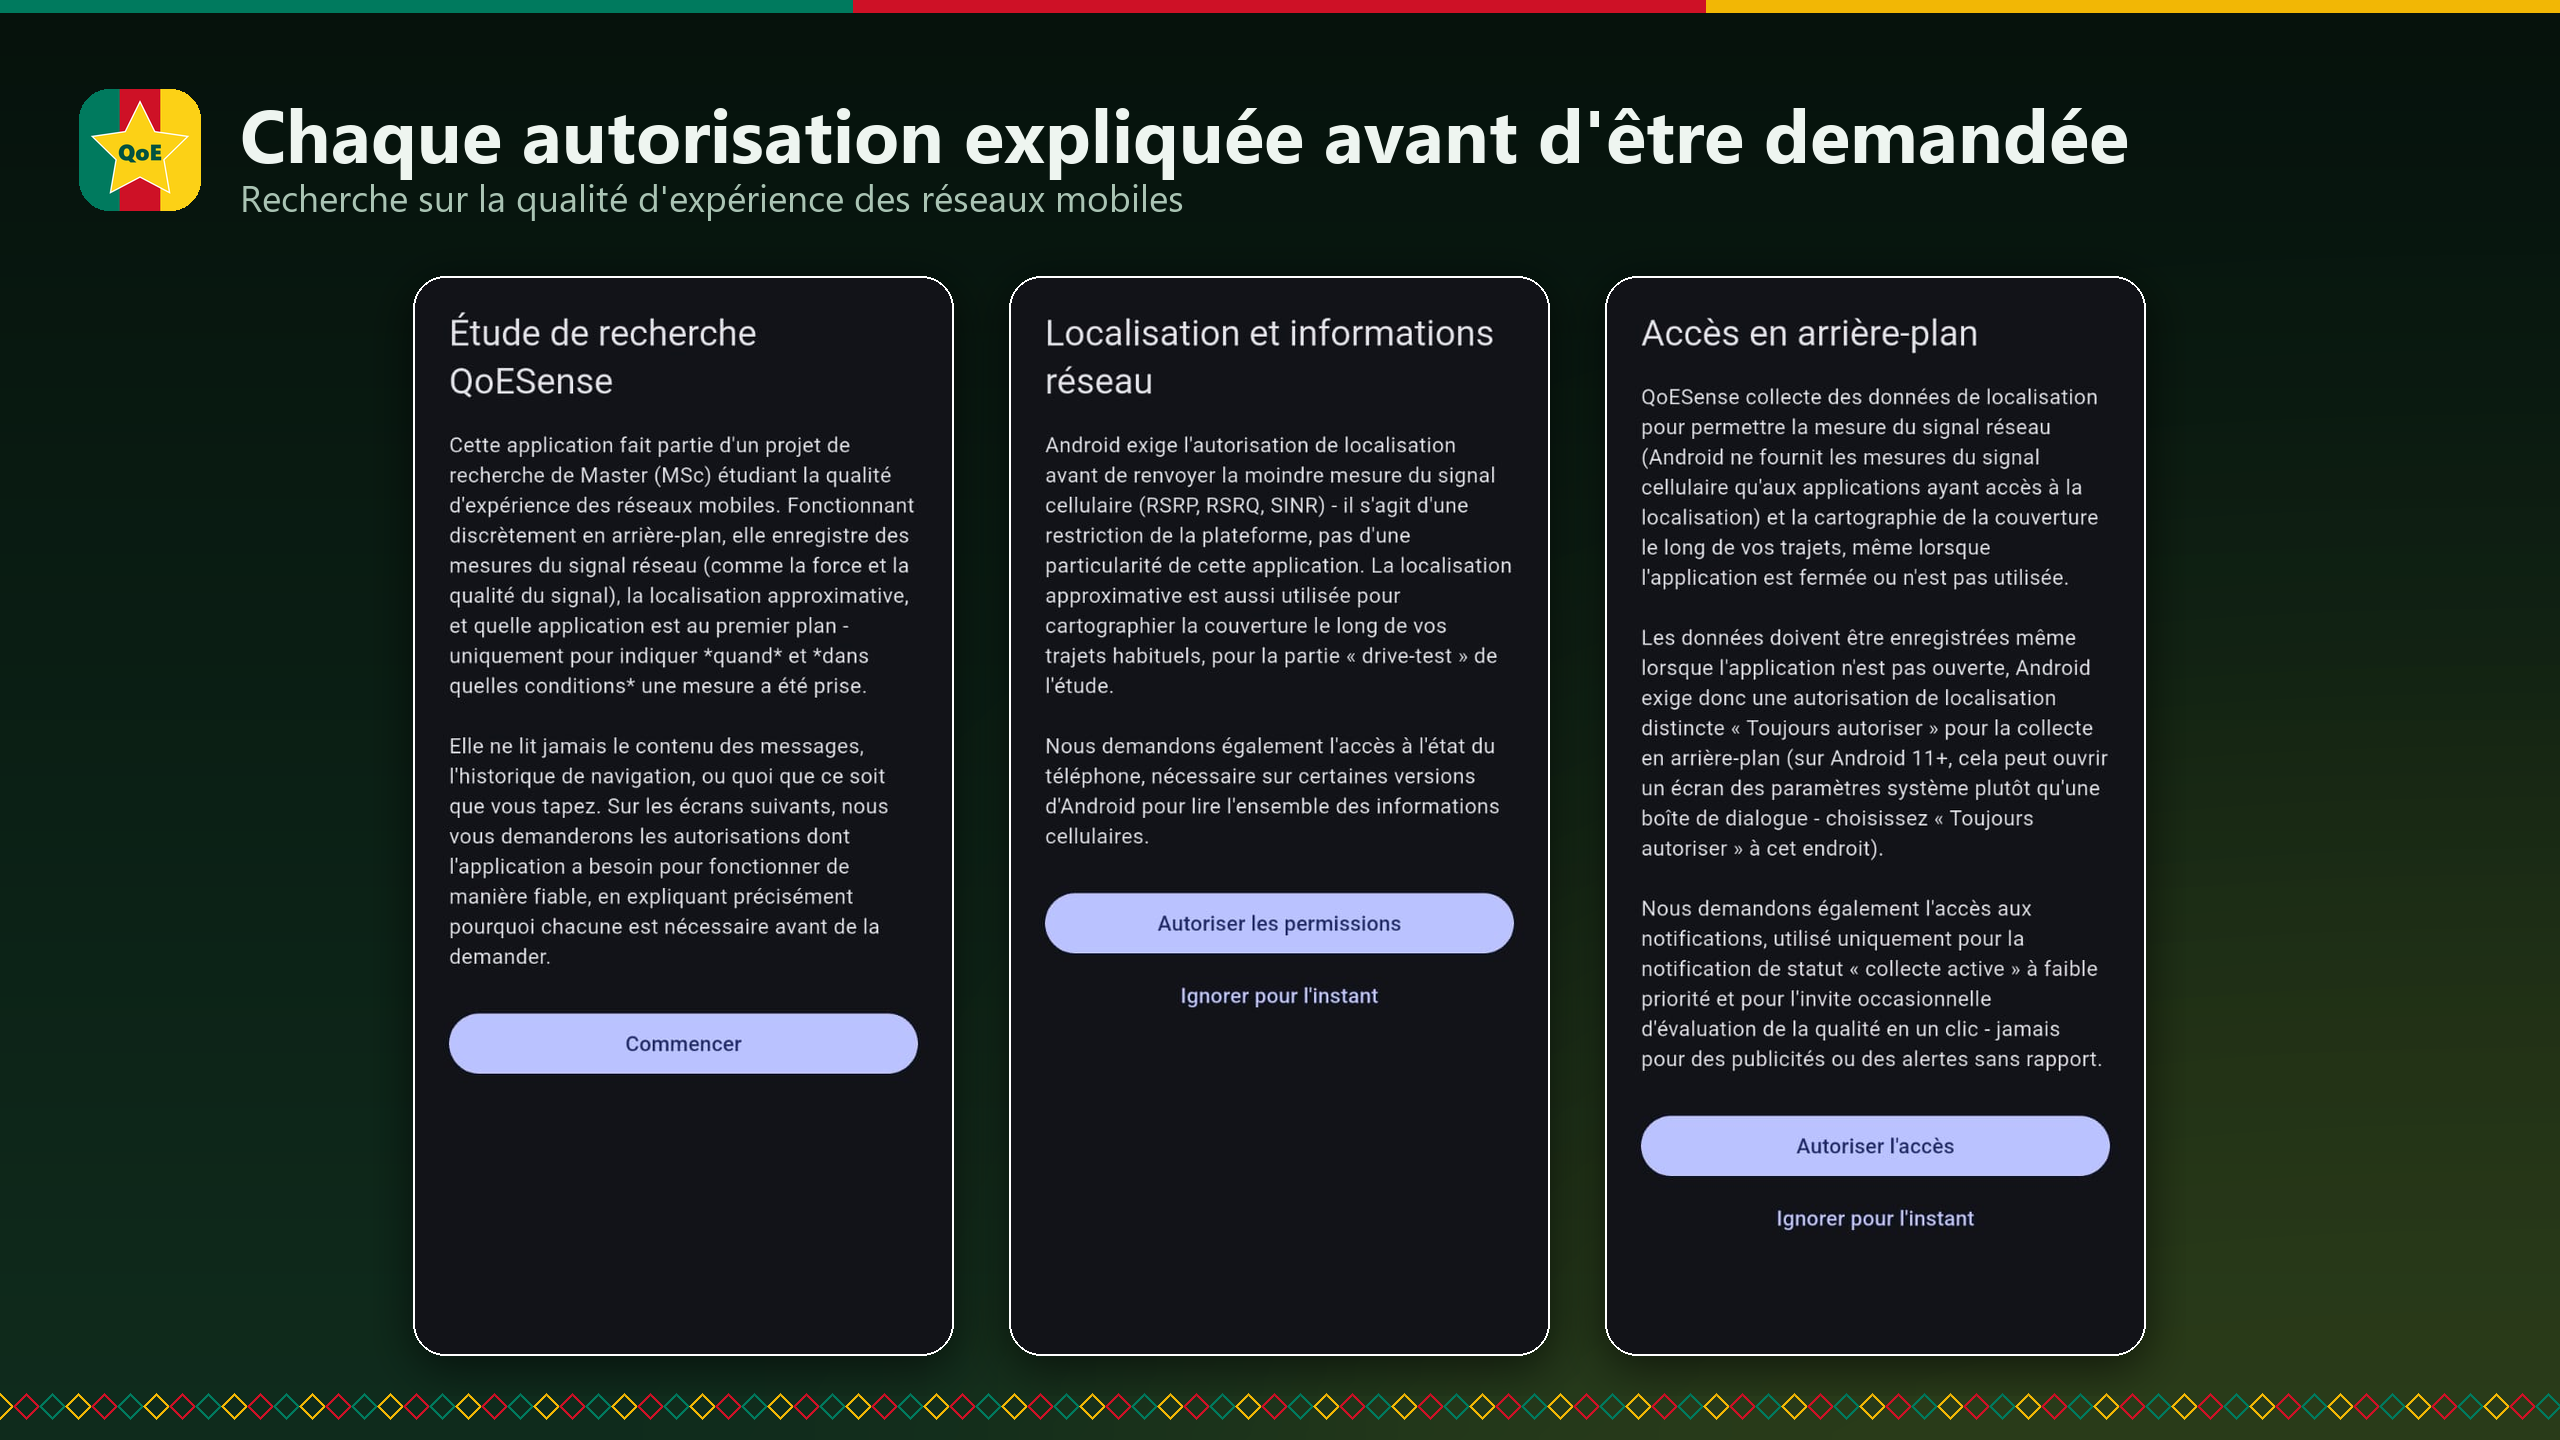 QoE
Chaque autorisation expliquée avant d'être demandée
Recherche sur la qualité d'expérience des réseaux mobiles
Étude de recherche
QoESense
Cette application fait partie d'un projet de
recherche de Master (MSc) étudiant la qualité
d'expérience des réseaux mobiles. Fonctionnant
discrètement en arrière-plan, elle enregistre des
mesures du signal réseau (comme la force et la
qualité du signal), la localisation approximative,
et quelle application est au premier plan -
uniquement pour indiquer *quand* et *dans
quelles conditions* une mesure a été prise.
Elle ne lit jamais le contenu des messages,
l'historique de navigation, ou quoi que ce soit
que vous tapez. Sur les écrans suivants, nous
vous demanderons les autorisations dont
l'application a besoin pour fonctionner de
manière fiable, en expliquant précisément
pourquoi chacune est nécessaire avant de la
demander.
Commencer
Localisation et informations
réseau
Android exige l'autorisation de localisation
avant de renvoyer la moindre mesure du signal
cellulaire (RSRP, RSRQ, SINR) - il s'agit d'une
restriction de la plateforme, pas d'une
particularité de cette application. La localisation
approximative est aussi utilisée pour
cartographier la couverture le long de vos
trajets habituels, pour la partie « drive-test » de
l'étude.
Nous demandons également l'accès à l'état du
téléphone, nécessaire sur certaines versions
d'Android pour lire l'ensemble des informations
cellulaires.
Autoriser les permissions
Ignorer pour l'instant
Accès en arrière-plan
QoESense collecte des données de localisation
pour permettre la mesure du signal réseau
(Android ne fournit les mesures du signal
cellulaire qu'aux applications ayant accès à la
localisation) et la cartographie de la couverture
le long de vos trajets, même lorsque
l'application est fermée ou n'est pas utilisée.
Les données doivent être enregistrées même
lorsque l'application n'est pas ouverte, Android
exige donc une autorisation de localisation
distincte « Toujours autoriser » pour la collecte
en arrière-plan (sur Android 11+, cela peut ouvrir
un écran des paramètres système plutôt qu'une
boîte de dialogue - choisissez « Toujours
autoriser » à cet endroit).
Nous demandons également l'accès aux
notifications, utilisé uniquement pour la
notification de statut « collecte active » à faible
priorité et pour l'invite occasionnelle
d'évaluation de la qualité en un clic - jamais
pour des publicités ou des alertes sans rapport.
Autoriser l'accès
Ignorer pour l'instant